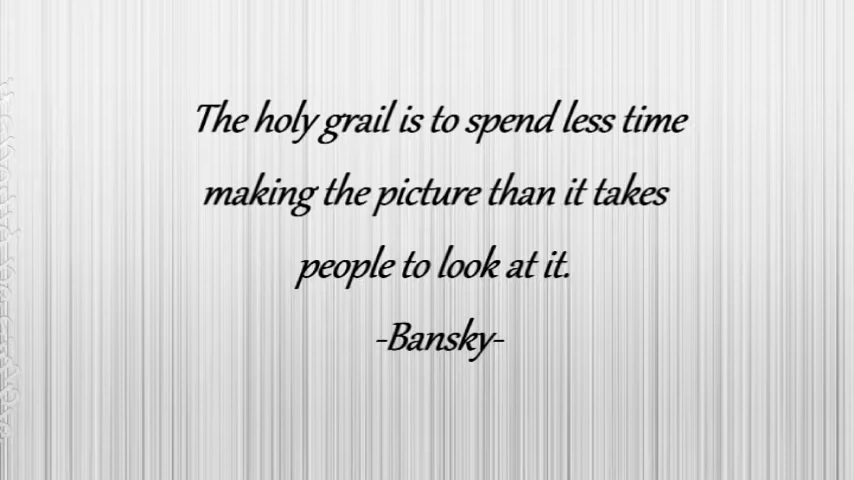 The holy grail is to spend less time
making the picture than it takes
people to look at it.
-Bansky-